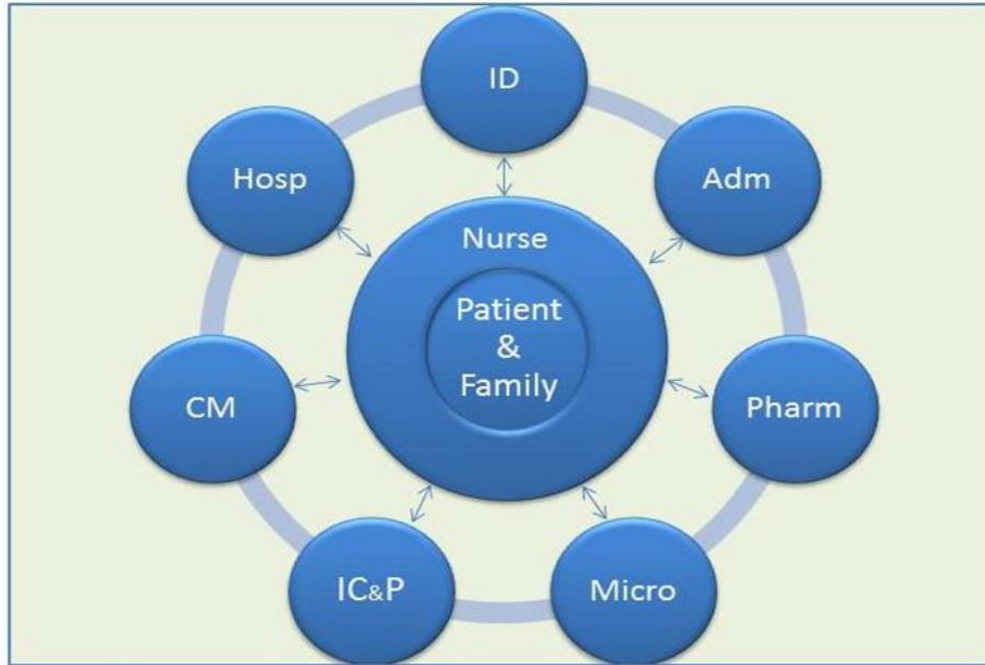 ID
Hosp
Adm
Nurse
Patient
&
Family
CM
Pharm
IC&P
Micro